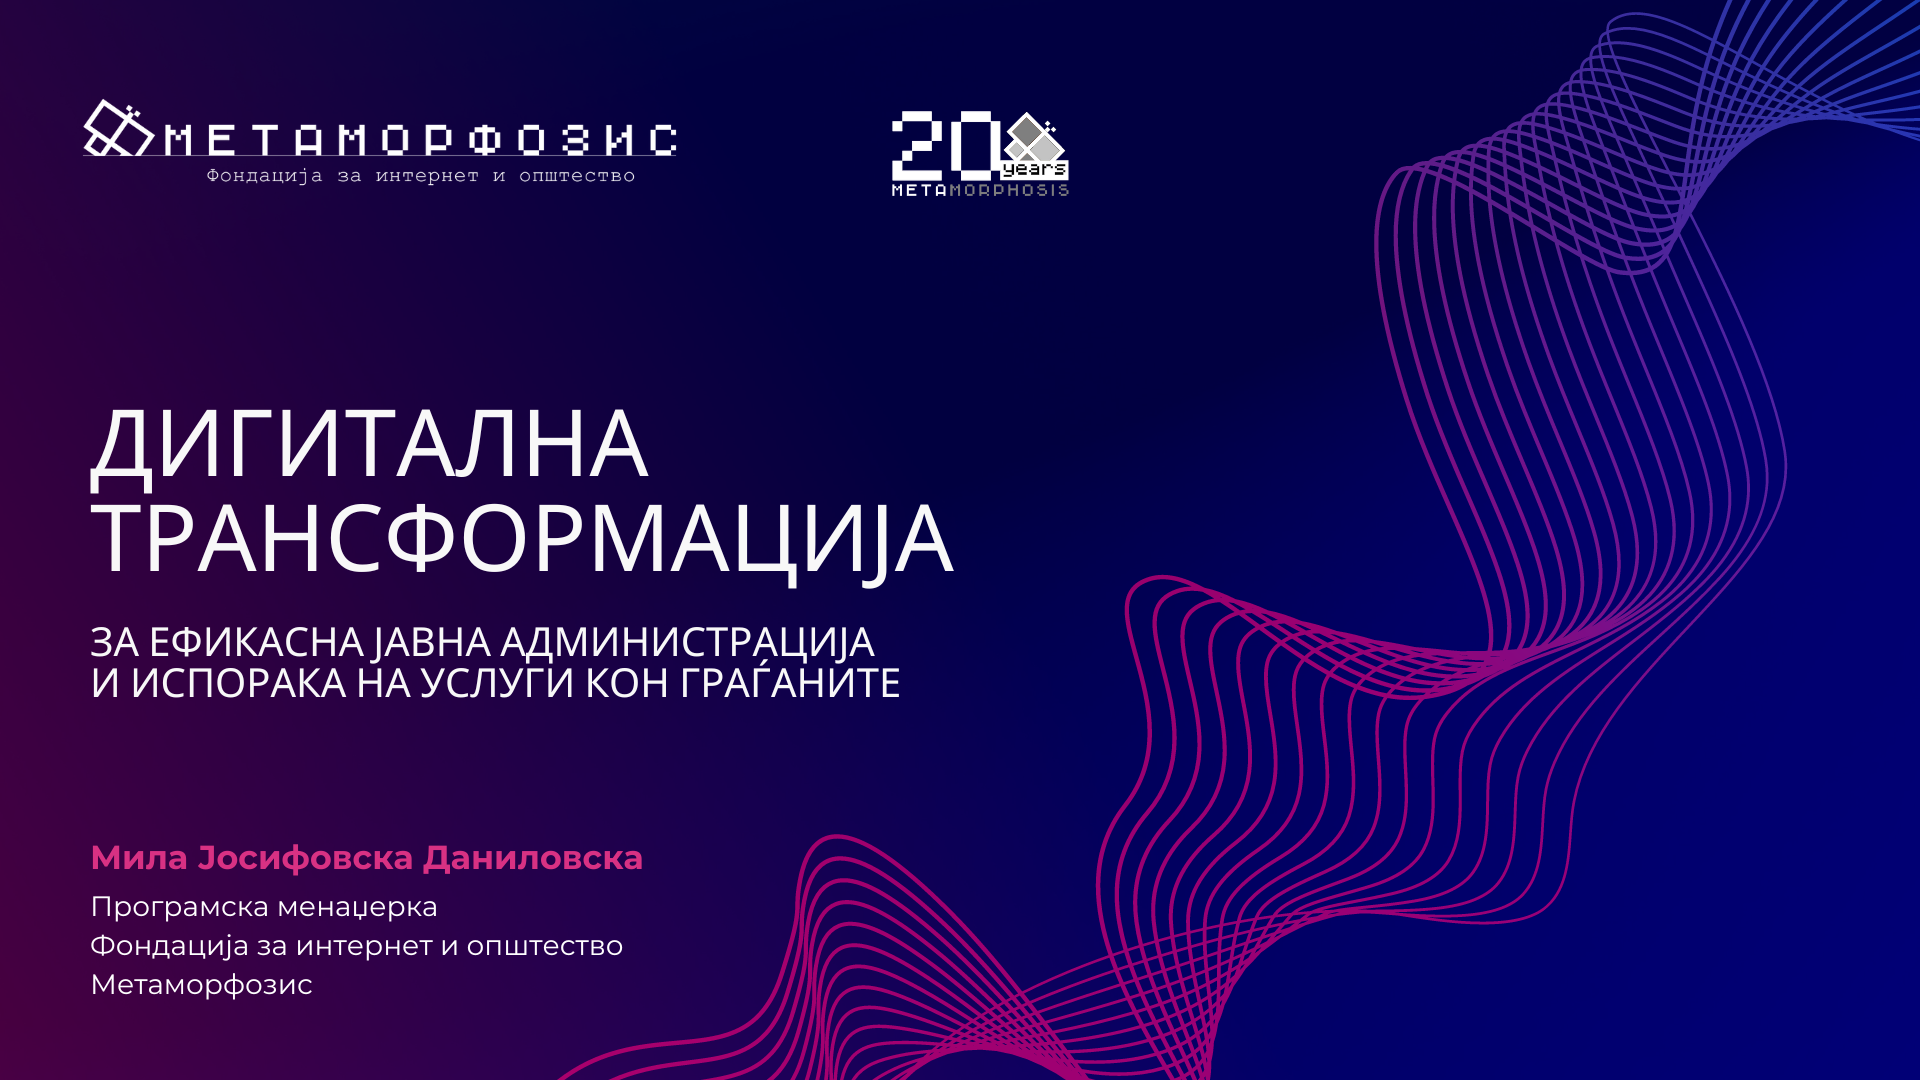 МЕТАМОРФОЗИС
Фондација за интернет и општество
20 years
METAMORPHOSIS
ДИГИТАЛНА
ТРАНСФОРМАЦИЈА
ЗА ЕФИКАСНА ЈАВНА АДМИНИСТРАЦИЈА
И ИСПОРАКА НА УСЛУГИ КОН ГРАЃАНИТЕ
Мила Јосифовска Даниловска
Програмска менаџерка
Фондација за интернет и општество
Метаморфозис